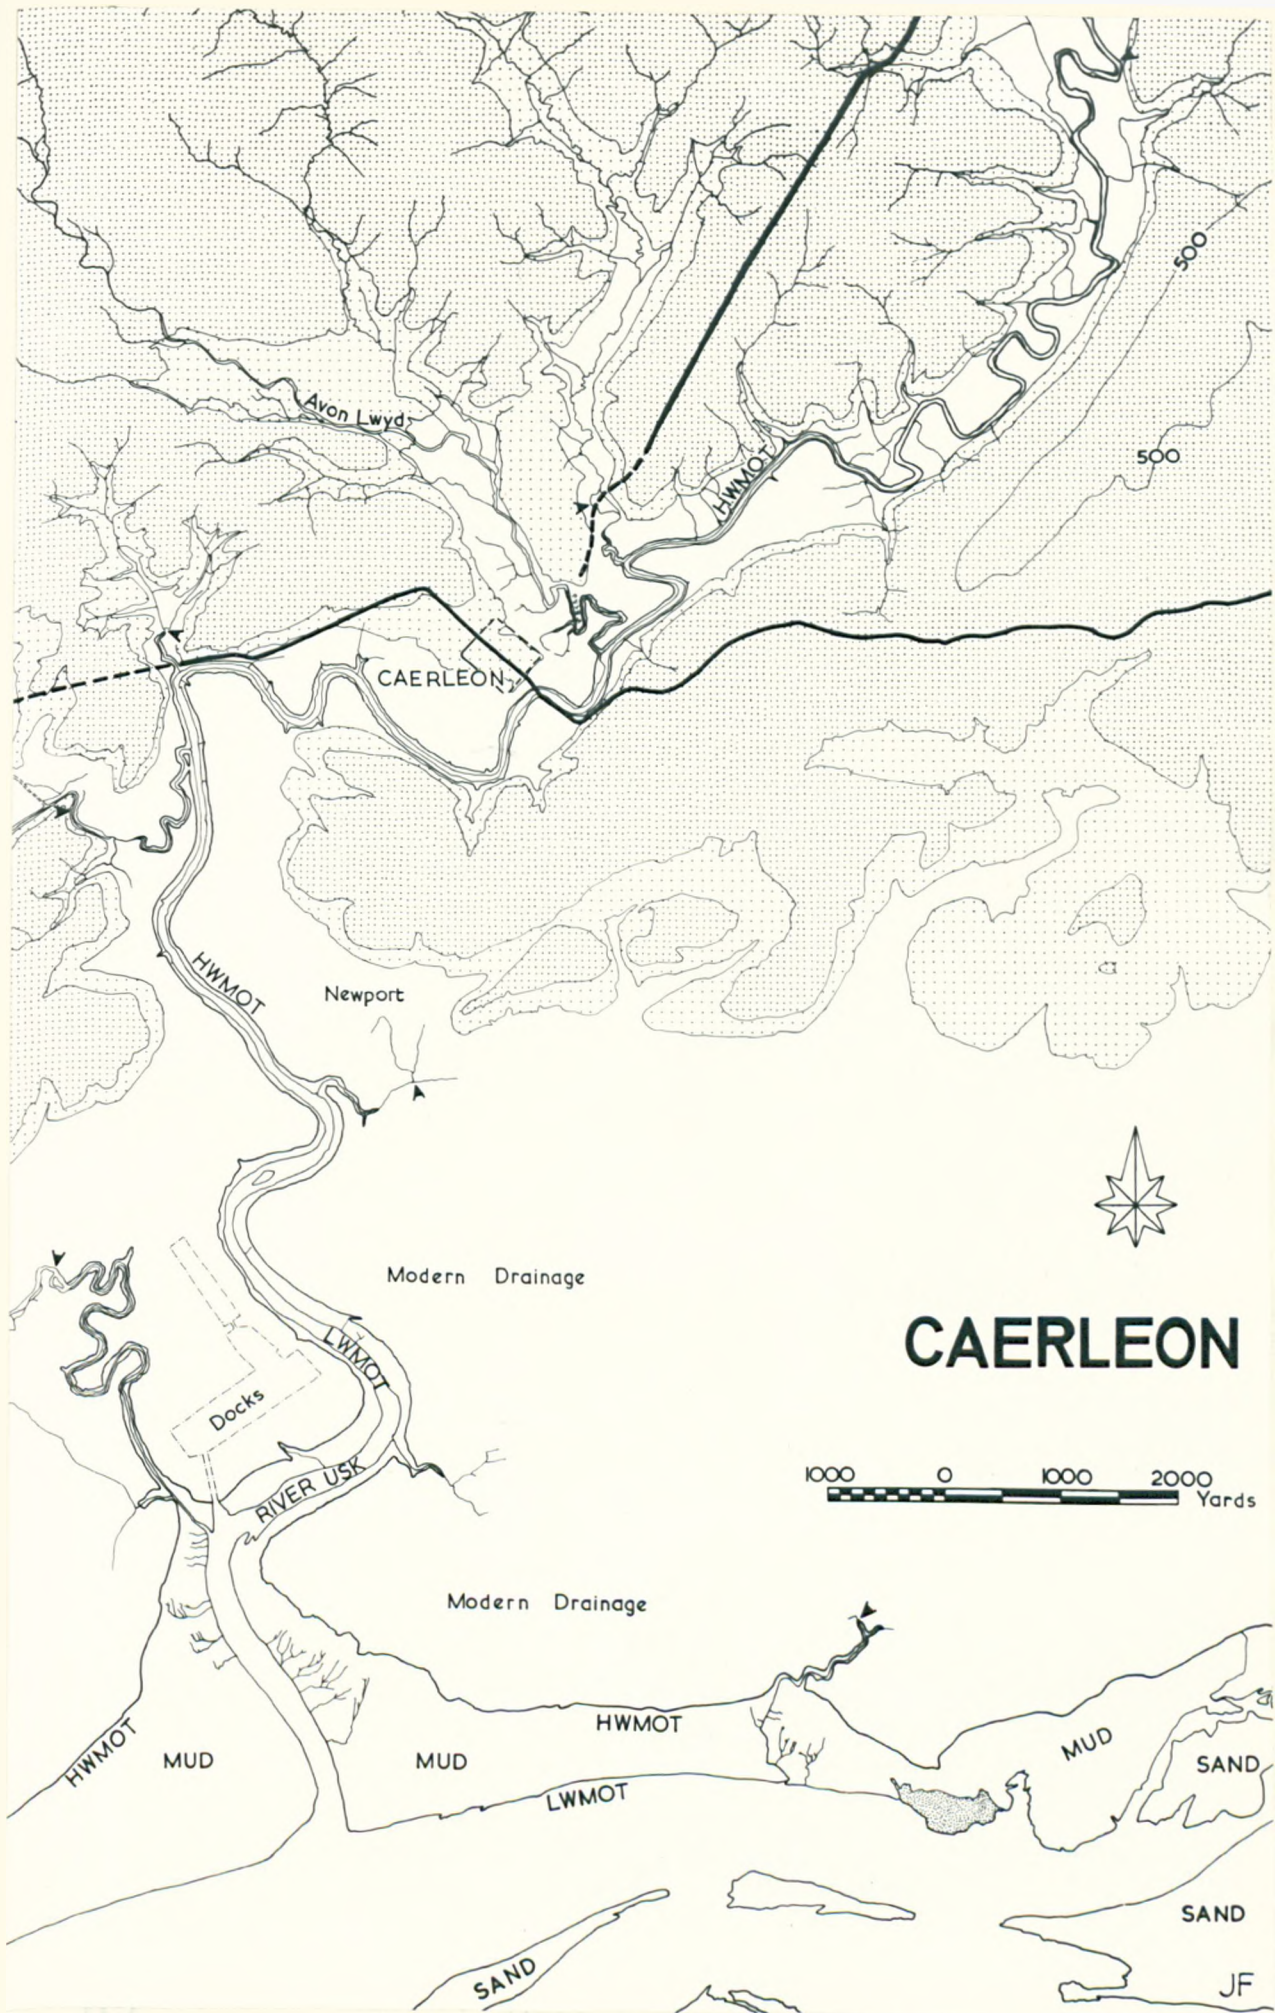 500
Avon Lwyd
HWMOT
500
CAERLEON
HWMOT
Newport
Modern Drainage
CAERLEON
LWMOT
Docks
RIVER USK
1000 0 1000 2000
Yards
Modern Drainage
HWMOT
HWMOT
MUD
MUD
MUD
SAND
LWMOT
SAND
SAND
JF